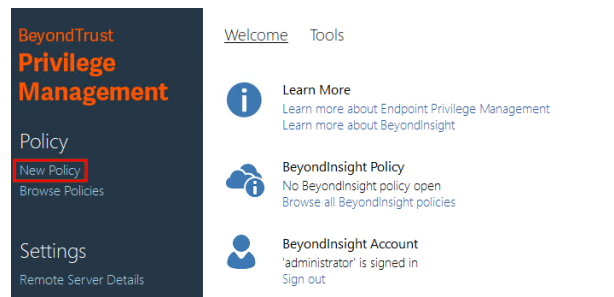 BeyondTrust
Privilege
Management
Policy
New Policy
Browse Policies
Settings
Remote Server Details
Welcome Tools
Learn More
Learn more about Endpoint Privilege Management
Learn more about BeyondInsight
BeyondInsight Policy
No BeyondInsight policy open
Browse all BeyondInsight policies
BeyondInsight Account
'administrator' is signed in
Sign out